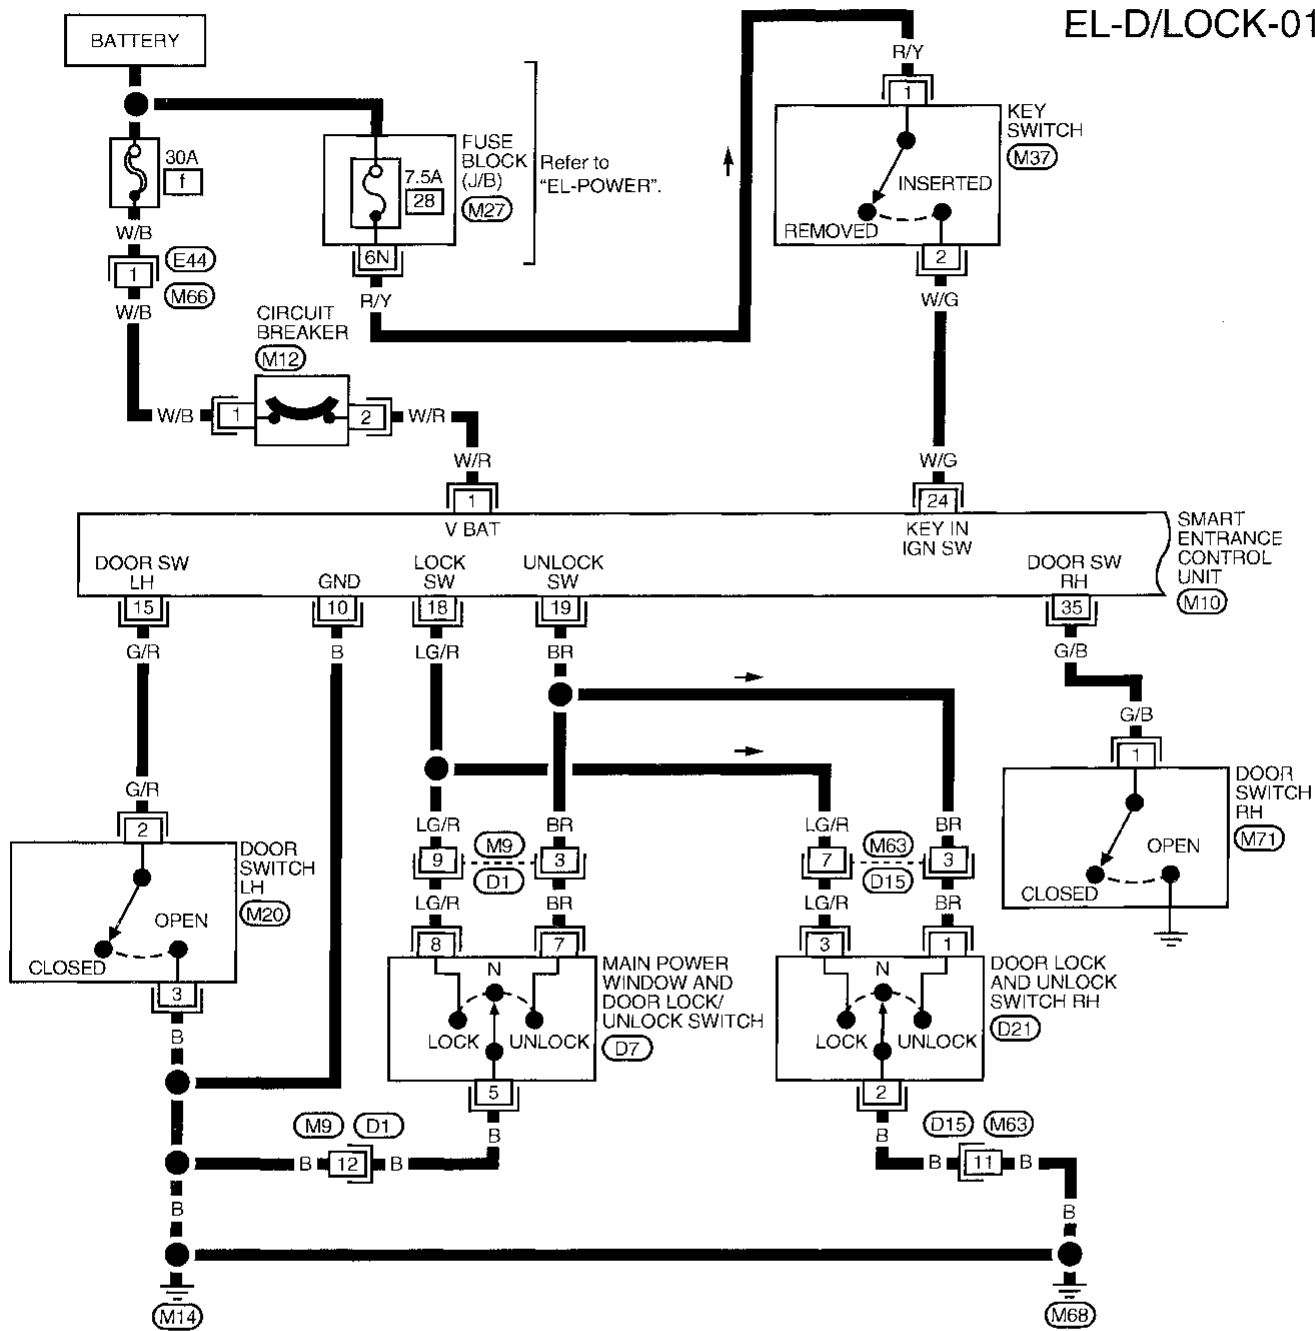 EL-D/LOCK-01
BATTERY
R/Y
1
KEY
SWITCH
M37
30A
f
FUSE
BLOCK
(J/B)
M27
7.5A
28
Refer to
"EL-POWER".
INSERTED
REMOVED
W/B
6N
2
1
E44
M66
R/Y
W/G
W/B
CIRCUIT
BREAKER
M12
W/B
1
2
W/R
W/R
W/G
1
24
V BAT
KEY IN
IGN SW
SMART
ENTRANCE
CONTROL
UNIT
M10
DOOR SW
LH
GND
LOCK
SW
UNLOCK
SW
DOOR SW
RH
15
10
18
19
35
G/R
B
LG/R
BR
G/B
G/B
1
G/R
2
DOOR
SWITCH
LH
M20
OPEN
CLOSED
3
B
LG/R
BR
LG/R
BR
9
M9
D1
3
7
M63
D15
3
LG/R
BR
LG/R
BR
8
7
3
1
DOOR
SWITCH
RH
M71
OPEN
CLOSED
N
LOCK
UNLOCK
MAIN POWER
WINDOW AND
DOOR LOCK/
UNLOCK SWITCH
D7
5
N
LOCK
UNLOCK
DOOR LOCK
AND UNLOCK
SWITCH RH
D21
2
M9
D1
B
B
D15
M63
B
12
B
B
11
B
B
B
M14
M68